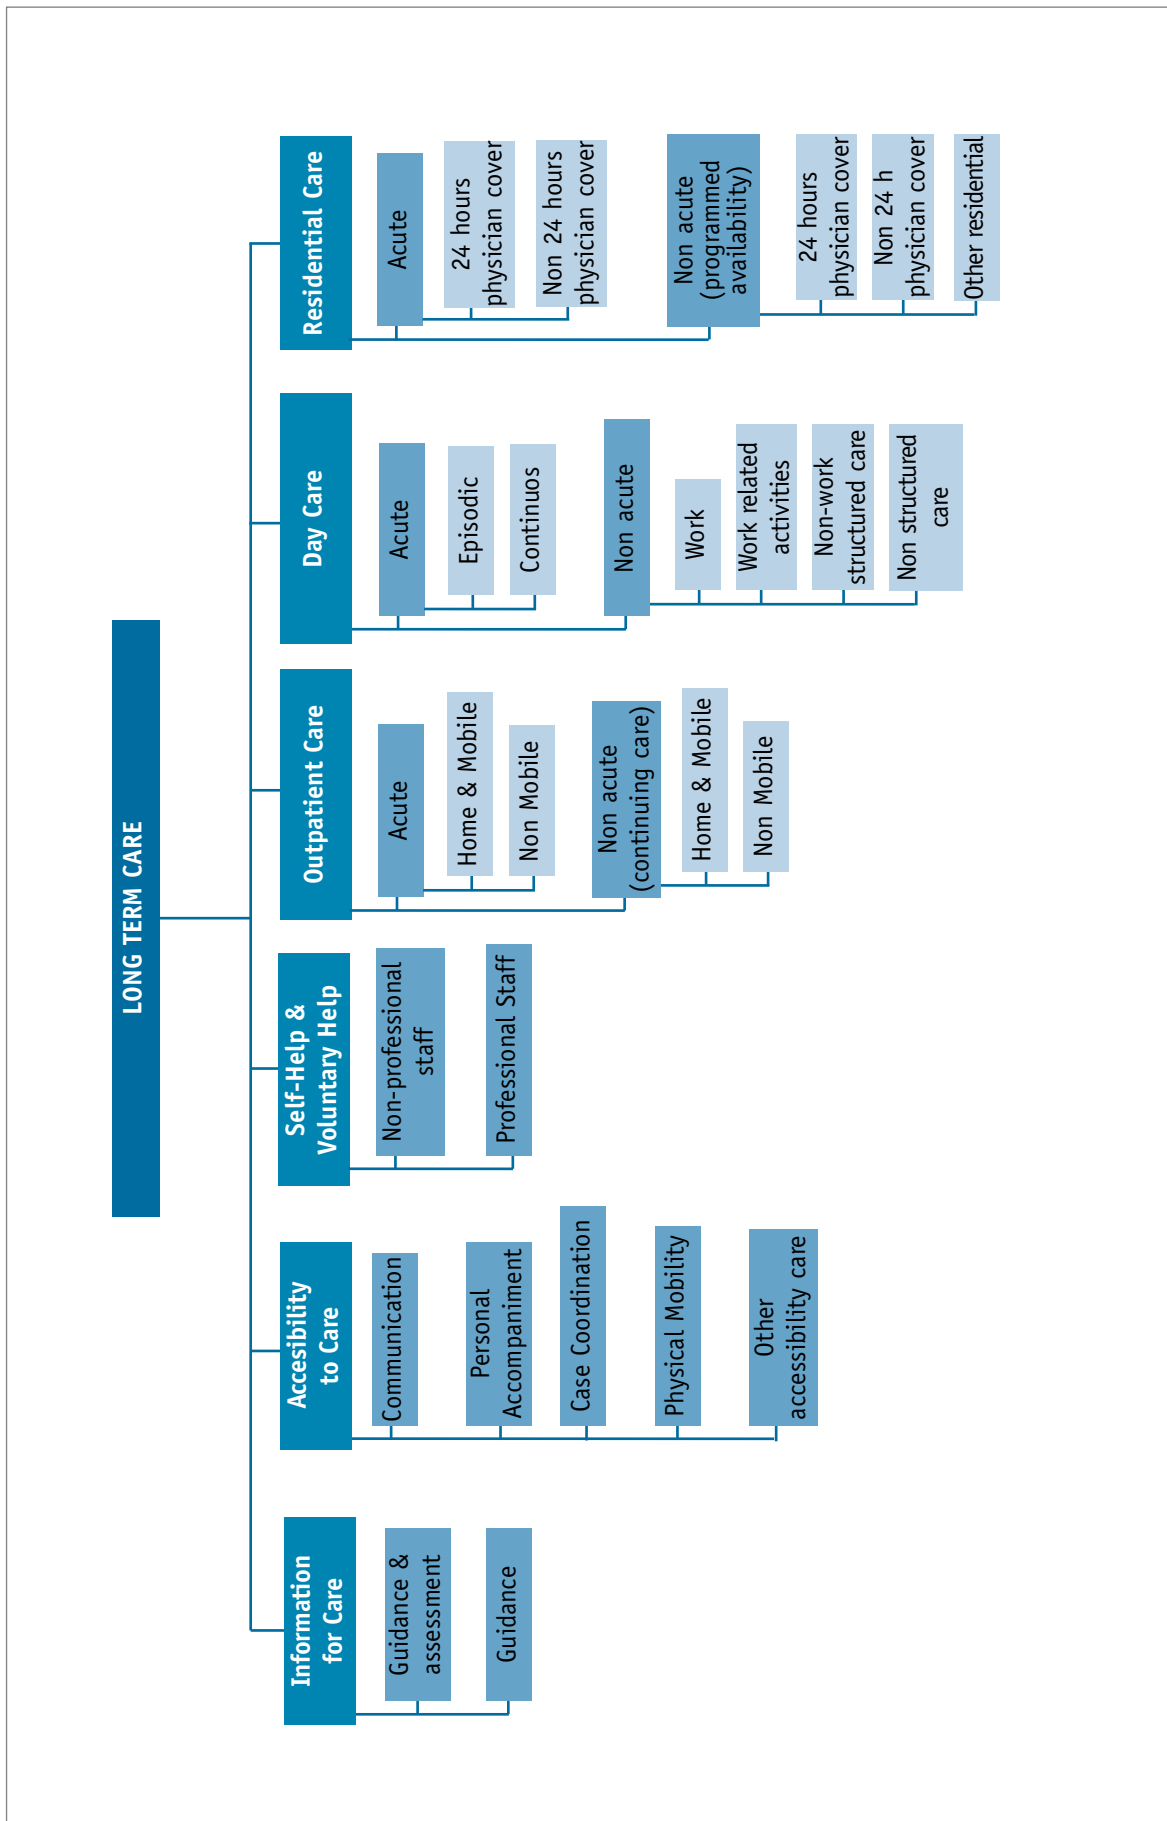 LONG TERM CARE
Information
for Care
Guidance &
assessment
Guidance
Accesibility
to Care
Communication
Personal
Accompaniment
Case Coordination
Physical Mobility
Other
accessibility care
Self-Help &
Voluntary Help
Non-professional
staff
Professional Staff
Outpatient Care
Acute
Home & Mobile
Non Mobile
Non acute
(continuing care)
Home & Mobile
Non Mobile
Day Care
Acute
Episodic
Continuos
Non acute
Work
Work related
activities
Non-work
structured care
Non structured
care
Residential Care
Acute
24 hours
physician cover
Non 24 hours
physician cover
Non acute
(programmed
availability)
24 hours
physician cover
Non 24 h
physician cover
Other residential